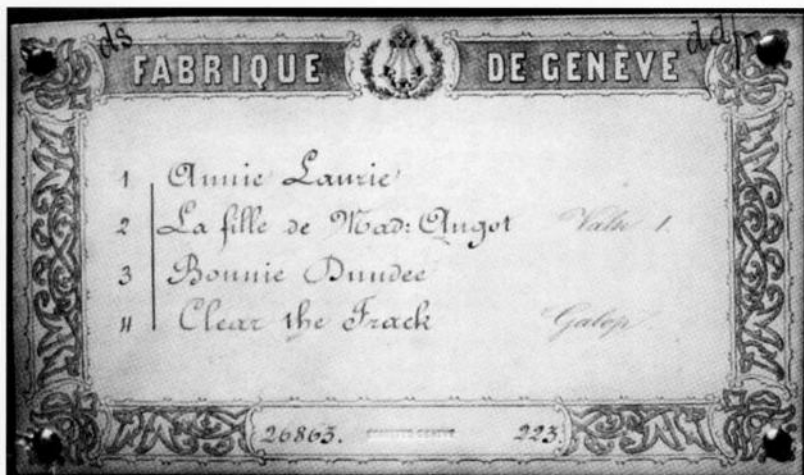 ds ddpr
FABRIQUE DE GENÈVE
1 Annie Laurie
2 La fille de Mad: Angot Valse 1.
3 Bonnie Dundee
4 Clear the Track Galop
26863. 223.